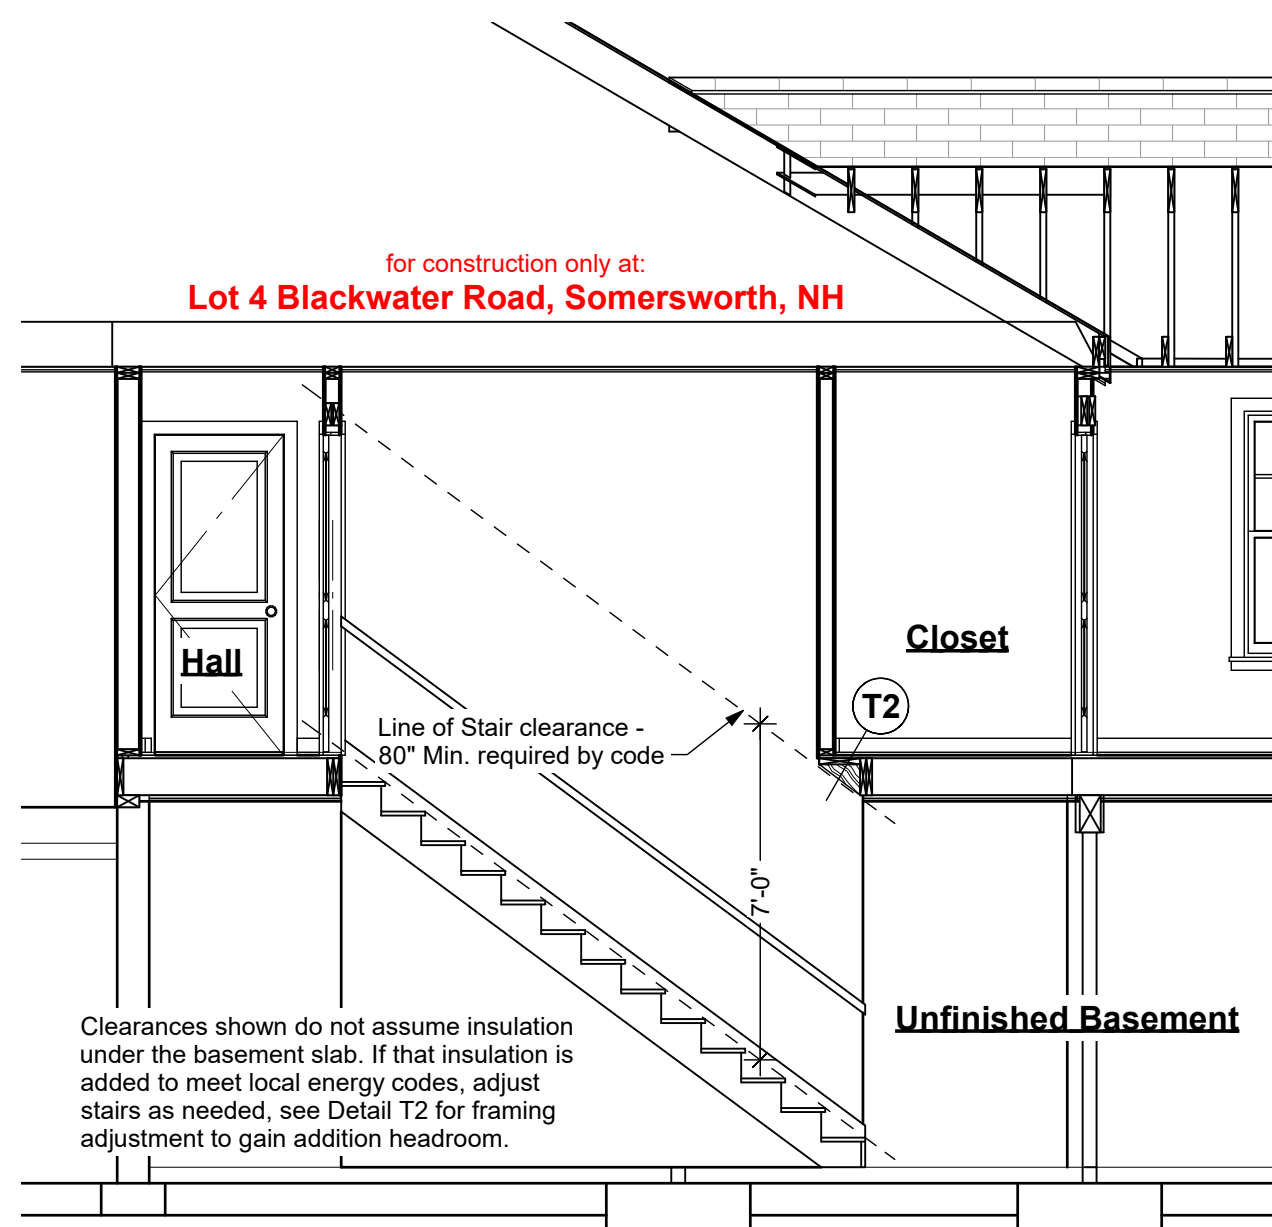 for construction only at:
Lot 4 Blackwater Road, Somersworth, NH
Hall
Closet
T2
Line of Stair clearance -
80" Min. required by code
7'-0"
Unfinished Basement
Clearances shown do not assume insulation
under the basement slab. If that insulation is
added to meet local energy codes, adjust
stairs as needed, see Detail T2 for framing
adjustment to gain addition headroom.